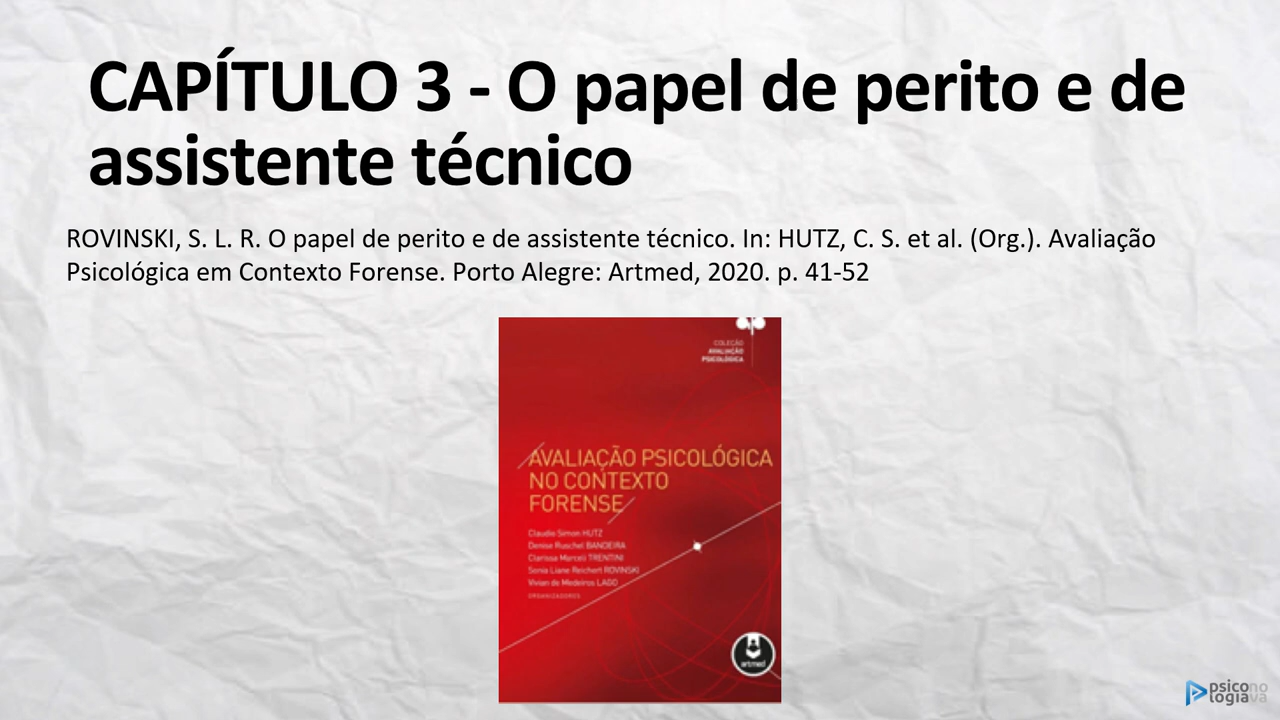 CAPÍTULO 3 - O papel de perito e de
assistente técnico
ROVINSKI, S. L. R. O papel de perito e de assistente técnico. In: HUTZ, C. S. et al. (Org.). Avaliação
Psicológica em Contexto Forense. Porto Alegre: Artmed, 2020. p. 41-52
COLEÇÃO
AVALIAÇÃO
PSICOLÓGICA
AVALIAÇÃO PSICOLÓGICA
NO CONTEXTO
FORENSE
Claudio Simon HUTZ
Denise Ruschel BANDEIRA
Clarissa Marceli TRENTINI
Sonia Liane Reichert ROVINSKI
Vivian de Medeiros LAGO
ORGANIZADORES
artmed
psicono
logiava